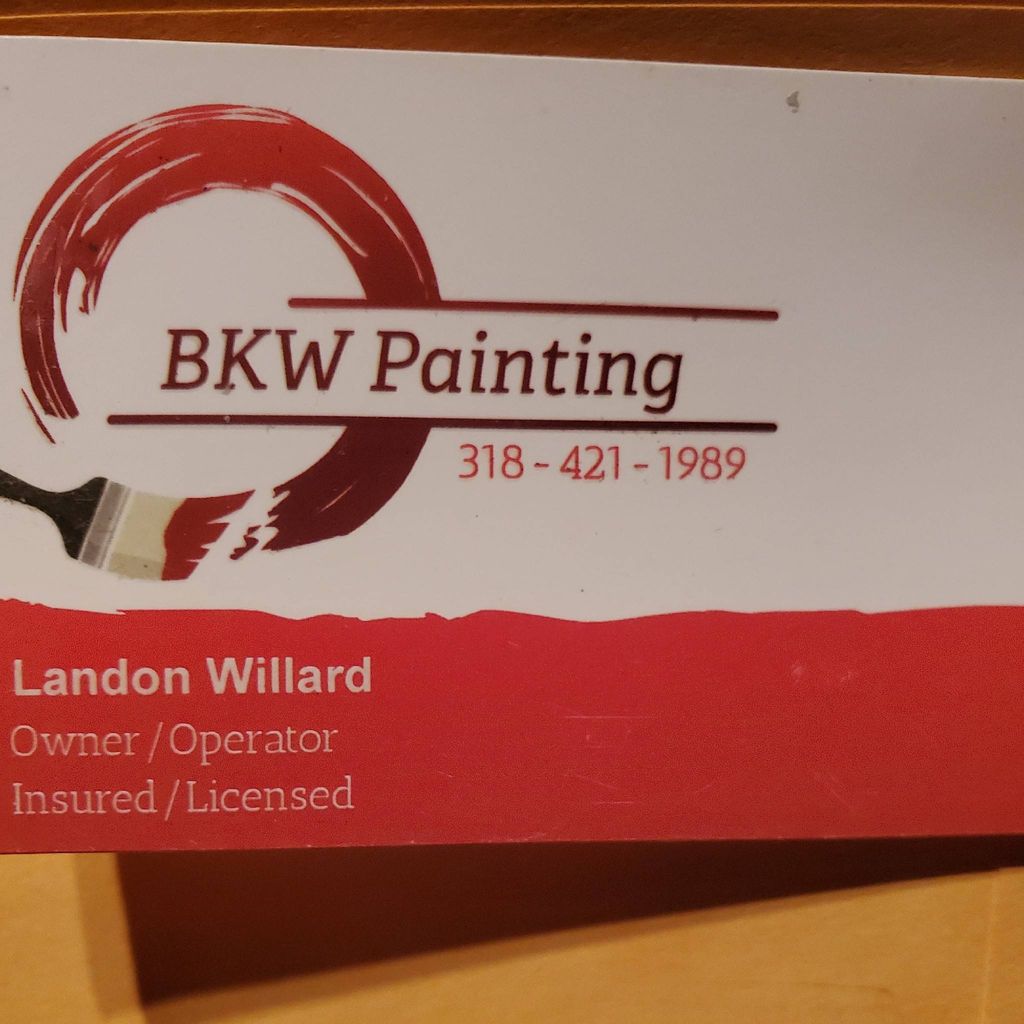 BKW Painting
318 - 421 - 1989
Landon Willard
Owner / Operator
Insured / Licensed